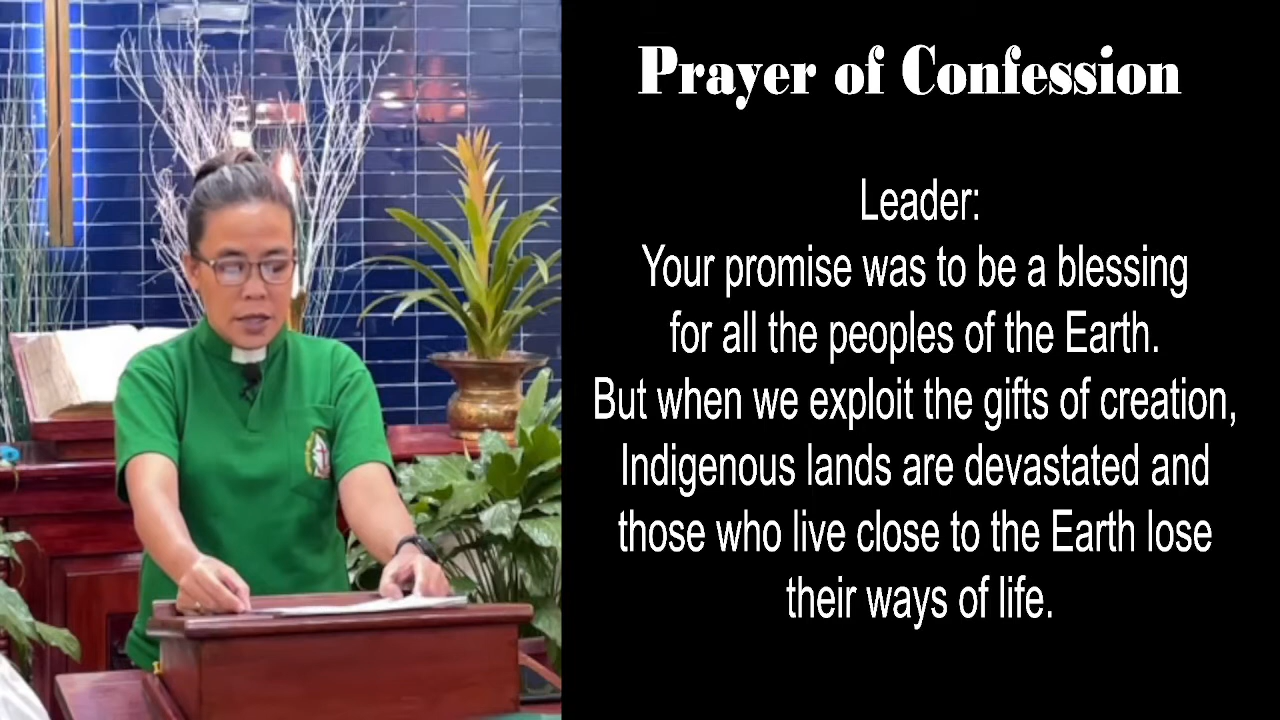 Prayer of Confession
Leader:
Your promise was to be a blessing
for all the peoples of the Earth.
But when we exploit the gifts of creation,
Indigenous lands are devastated and
those who live close to the Earth lose
their ways of life.